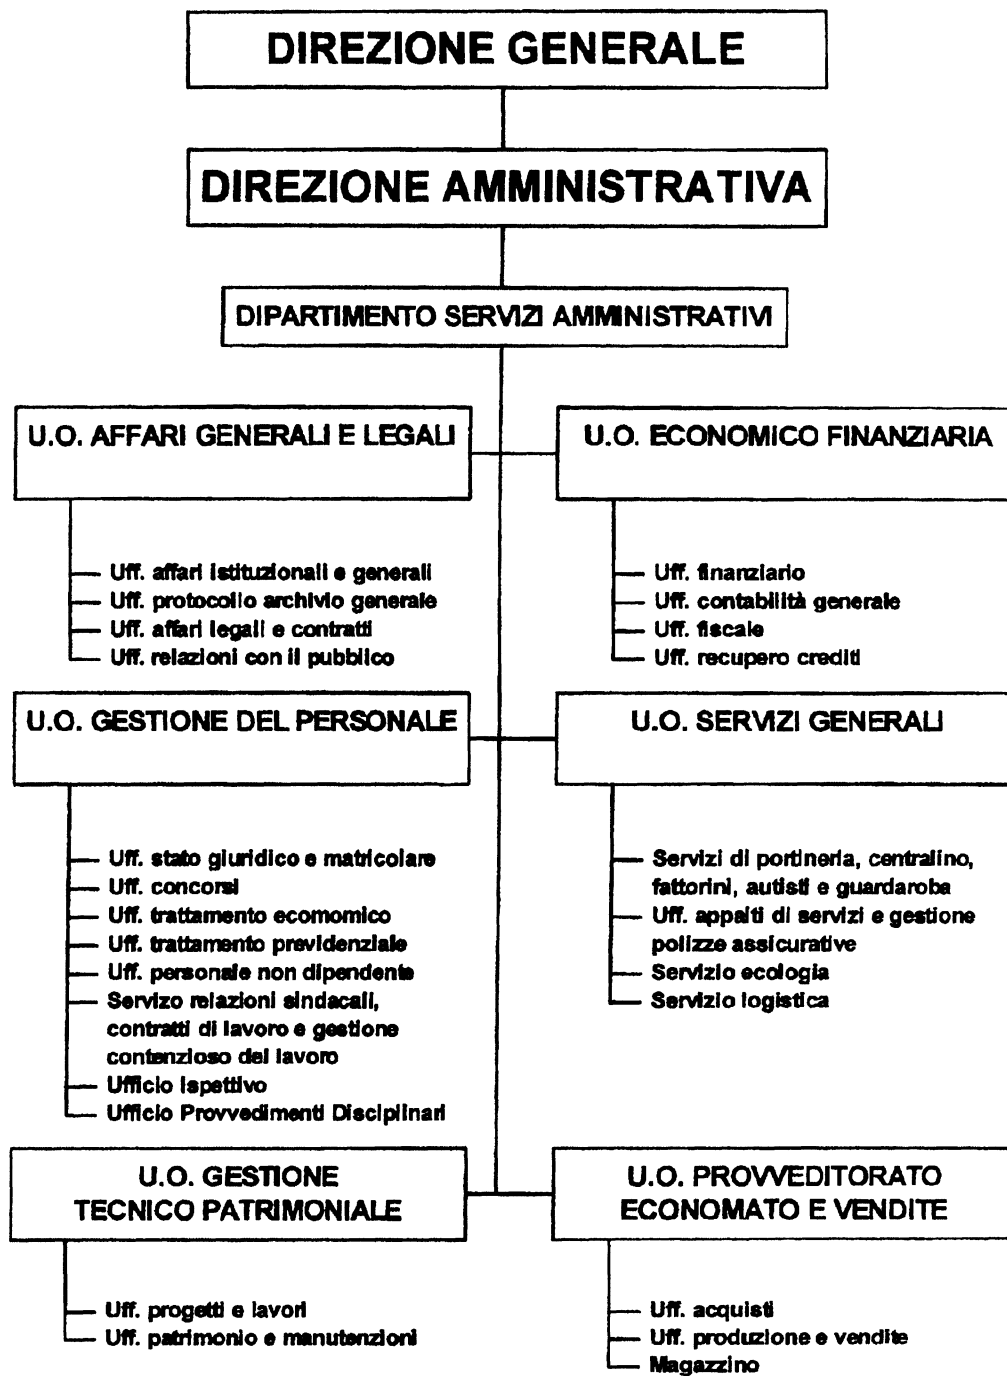 DIREZIONE GENERALE
DIREZIONE AMMINISTRATIVA
DIPARTIMENTO SERVIZI AMMINISTRATIVI
U.O. AFFARI GENERALI E LEGALI
Uff. affari istituzionali e generali
Uff. protocollo archivio generale
Uff. affari legali e contratti
Uff. relazioni con il pubblico
U.O. ECONOMICO FINANZIARIA
Uff. finanziario
Uff. contabilità generale
Uff. fiscale
Uff. recupero crediti
U.O. GESTIONE DEL PERSONALE
Uff. stato giuridico e matricolare
Uff. concorsi
Uff. trattamento ecomomico
Uff. trattamento previdenziale
Uff. personale non dipendente
Servizo relazioni sindacali,
contratti di lavoro e gestione
contenzioso del lavoro
Ufficio Ispettivo
Ufficio Provvedimenti Disciplinari
U.O. SERVIZI GENERALI
Servizi di portineria, centralino,
fattorini, autisti e guardaroba
Uff. appalti di servizi e gestione
polizze assicurative
Servizio ecologia
Servizio logistica
U.O. GESTIONE
TECNICO PATRIMONIALE
Uff. progetti e lavori
Uff. patrimonio e manutenzioni
U.O. PROVVEDITORATO
ECONOMATO E VENDITE
Uff. acquisti
Uff. produzione e vendite
Magazzino